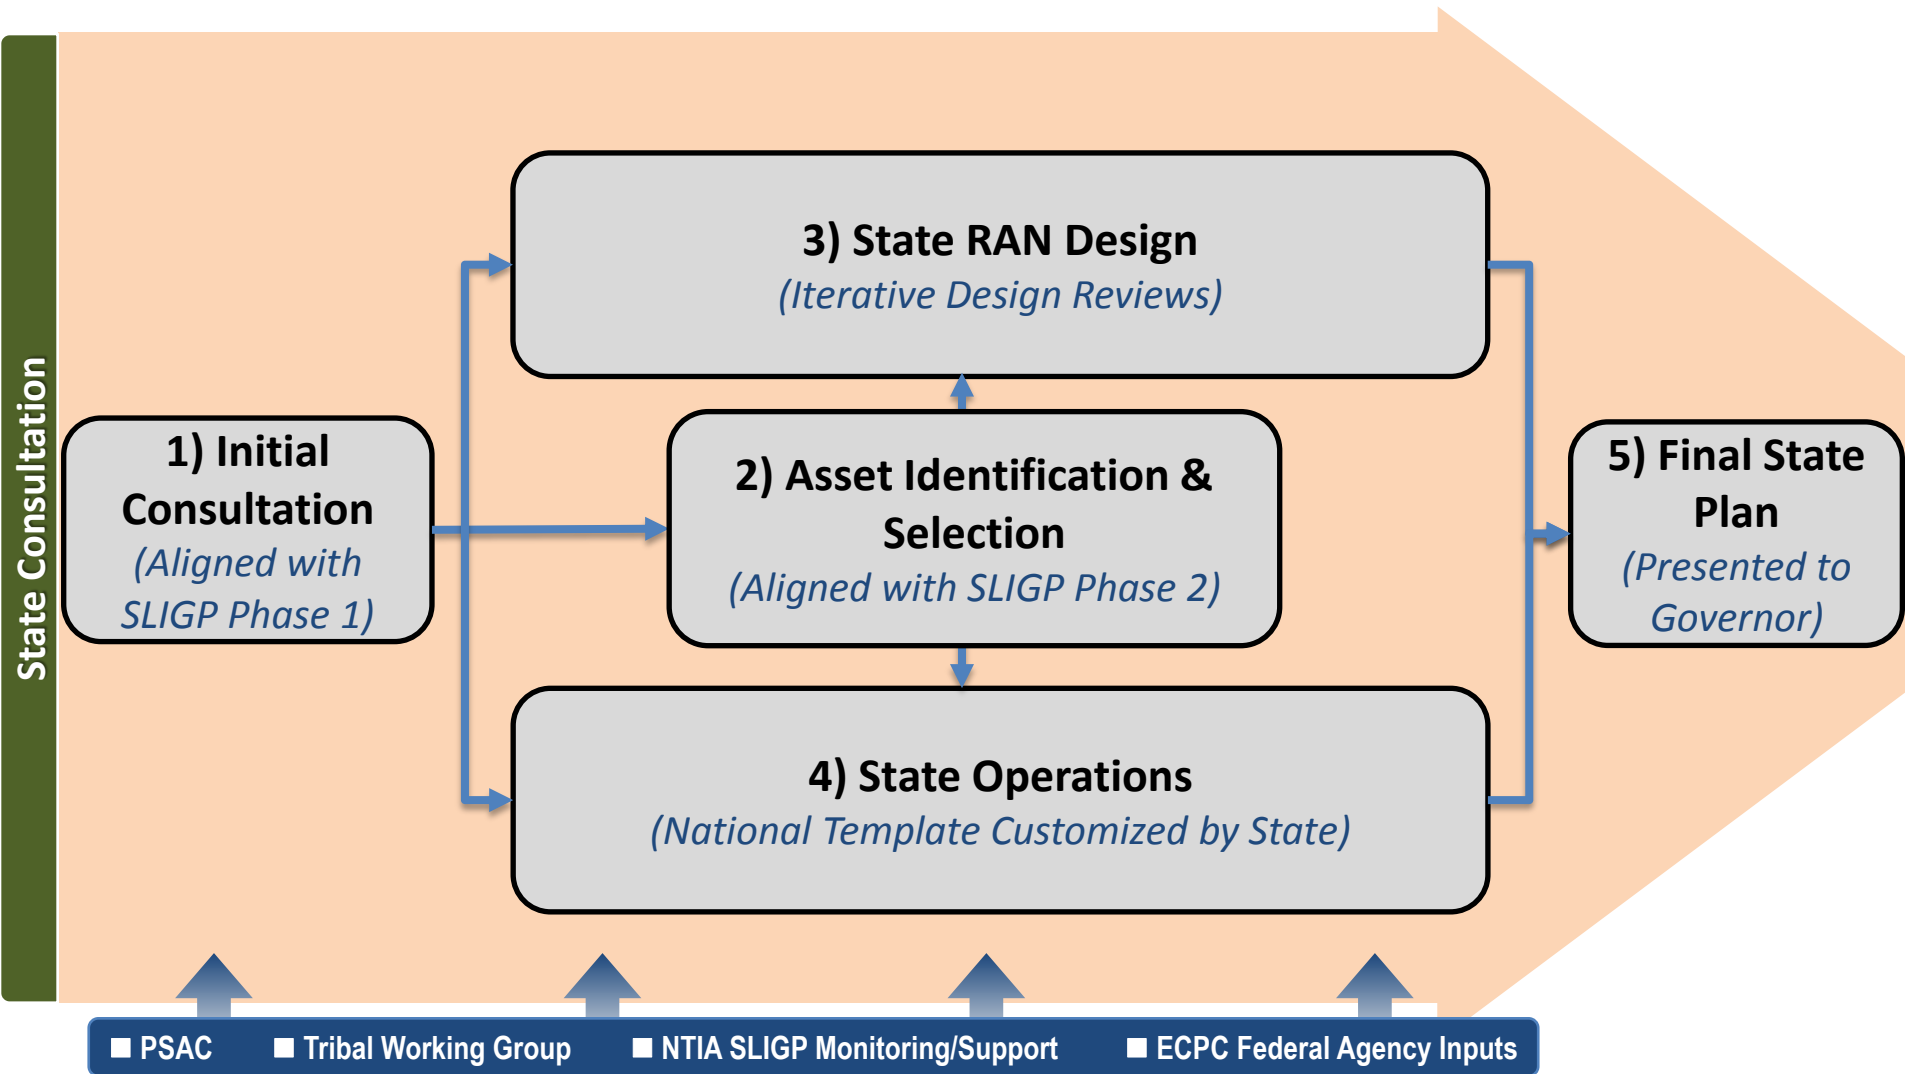 State Consultation
3) State RAN Design
(Iterative Design Reviews)
1) Initial
Consultation
(Aligned with
SLIGP Phase 1)
2) Asset Identification &
Selection
(Aligned with SLIGP Phase 2)
5) Final State
Plan
(Presented to
Governor)
4) State Operations
(National Template Customized by State)
■ PSAC ■ Tribal Working Group ■ NTIA SLIGP Monitoring/Support ■ ECPC Federal Agency Inputs